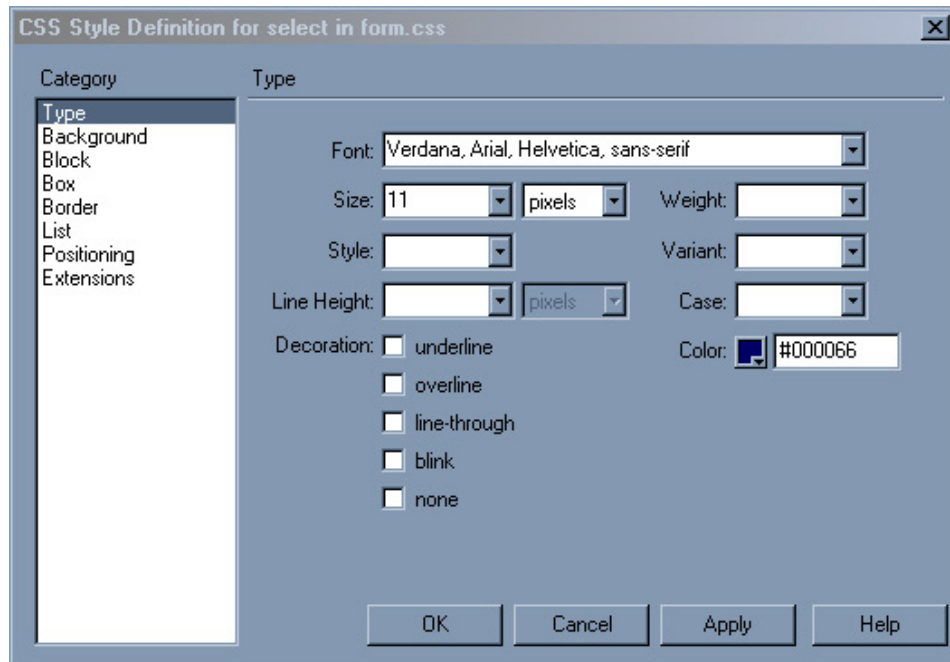 CSS Style Definition for select in form.css
Category
Type
Background
Block
Box
Border
List
Positioning
Extensions
Type
Font: Verdana, Arial, Helvetica, sans-serif
Size: 11 pixels Weight:
Style: Variant:
Line Height: pixels Case:
Decoration: underline Color: #000066
overline
line-through
blink
none
OK Cancel Apply Help